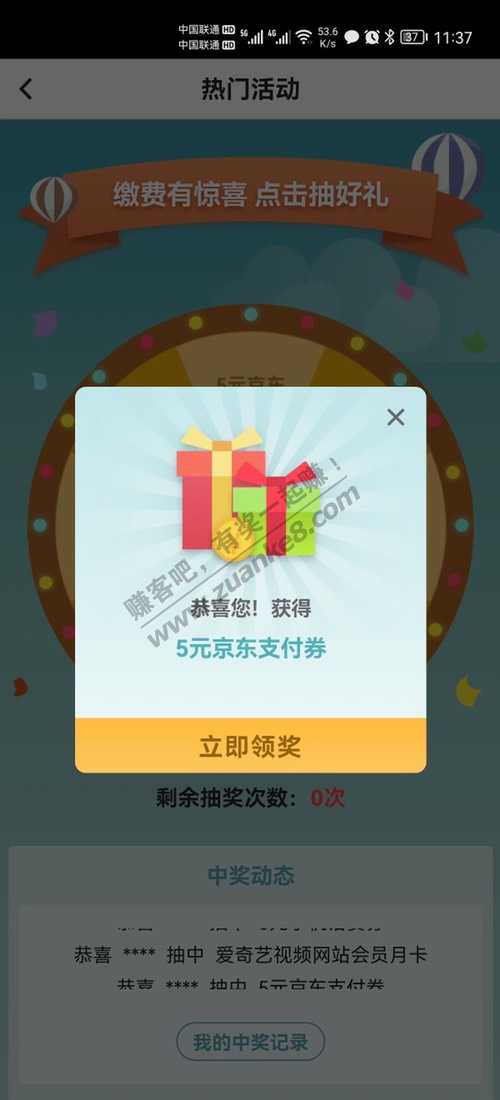 中国联通 HD 5G 4G 53.6 K/s 37 11:37
中国联通 HD
热门活动
缴费有惊喜 点击抽好礼
5元京东
赚客吧，有奖一起赚！
www.zuanke8.com
恭喜您！获得
5元京东支付券
立即领奖
剩余抽奖次数：0次
中奖动态
恭喜 **** 抽中 爱奇艺视频网站会员月卡
恭喜 **** 抽中 5元京东支付券
我的中奖记录